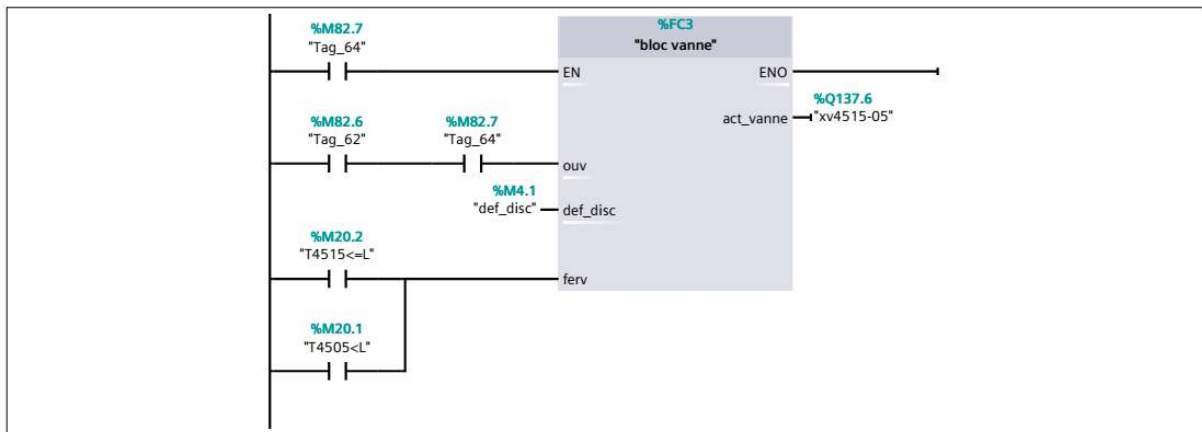 %M82.7
"Tag_64"
%FC3
"bloc vanne"
EN
ENO
%Q137.6
act_vanne
"xv4515-05"
%M82.6
"Tag_62"
%M82.7
"Tag_64"
ouv
%M4.1
"def_disc"
def_disc
%M20.2
"T4515<=L"
ferv
%M20.1
"T4505<L"